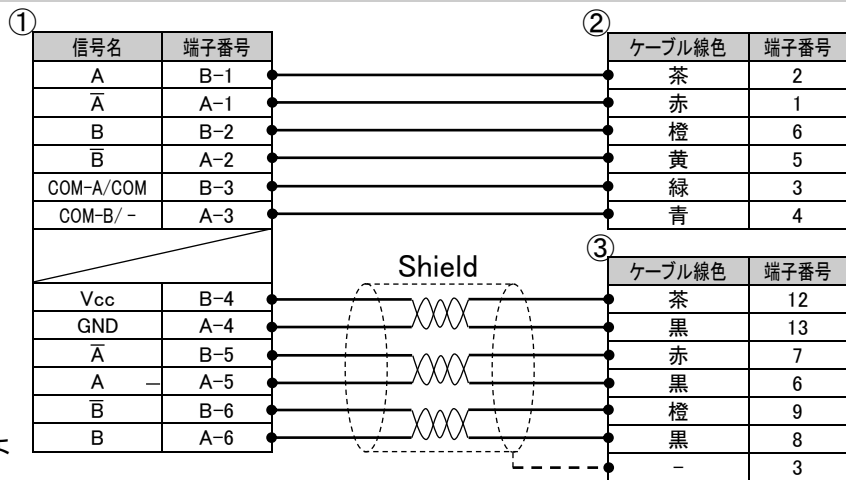 ①
信号名 端子番号
A B-1
A̅ A-1
B B-2
B̅ A-2
COM-A/COM B-3
COM-B/- A-3
Vcc B-4
GND A-4
A̅ B-5
A – A-5
B̅ B-6
B A-6
Shield
②
ケーブル線色 端子番号
茶 2
赤 1
橙 6
黄 5
緑 3
青 4
③
ケーブル線色 端子番号
茶 12
黒 13
赤 7
黒 6
橙 9
黒 8
- 3